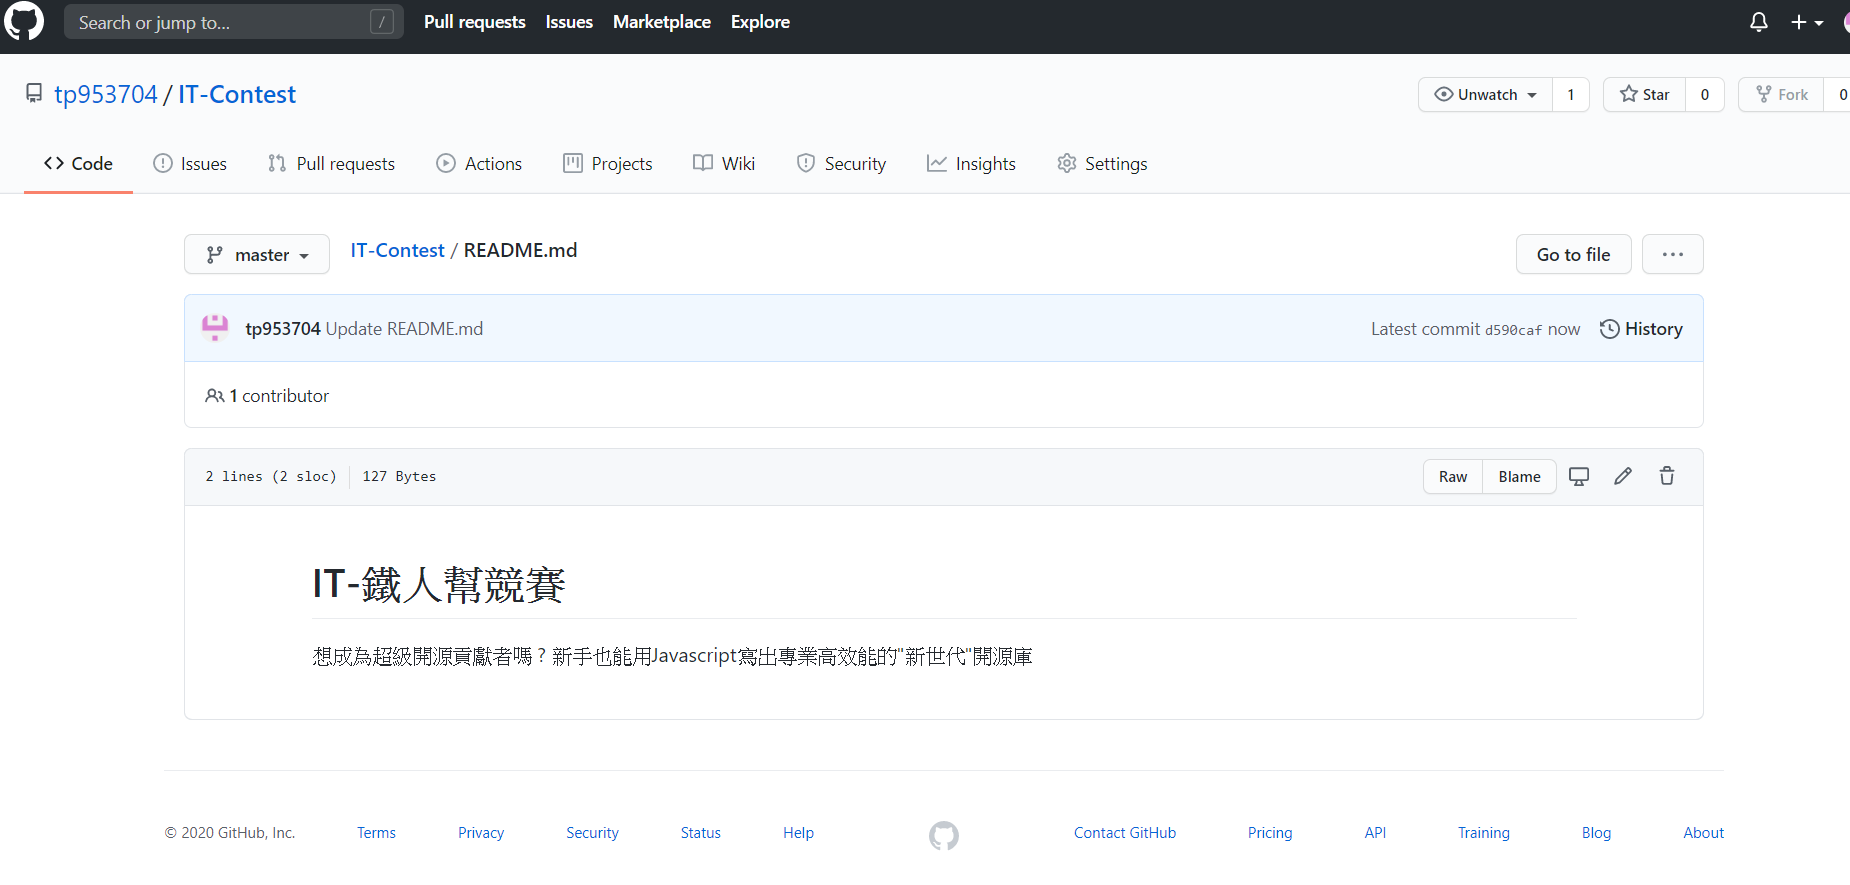 Search or jump to... /
Pull requests Issues Marketplace Explore
tp953704 / IT-Contest
Unwatch 1 Star 0 Fork 0
Code Issues Pull requests Actions Projects Wiki Security Insights Settings
master IT-Contest / README.md Go to file ...
tp953704 Update README.md Latest commit d590caf now History
1 contributor
2 lines (2 sloc) 127 Bytes Raw Blame
IT-鐵人幫競賽
想成為超級開源貢獻者嗎？新手也能用Javascript寫出專業高效能的"新世代"開源庫
© 2020 GitHub, Inc. Terms Privacy Security Status Help Contact GitHub Pricing API Training Blog About